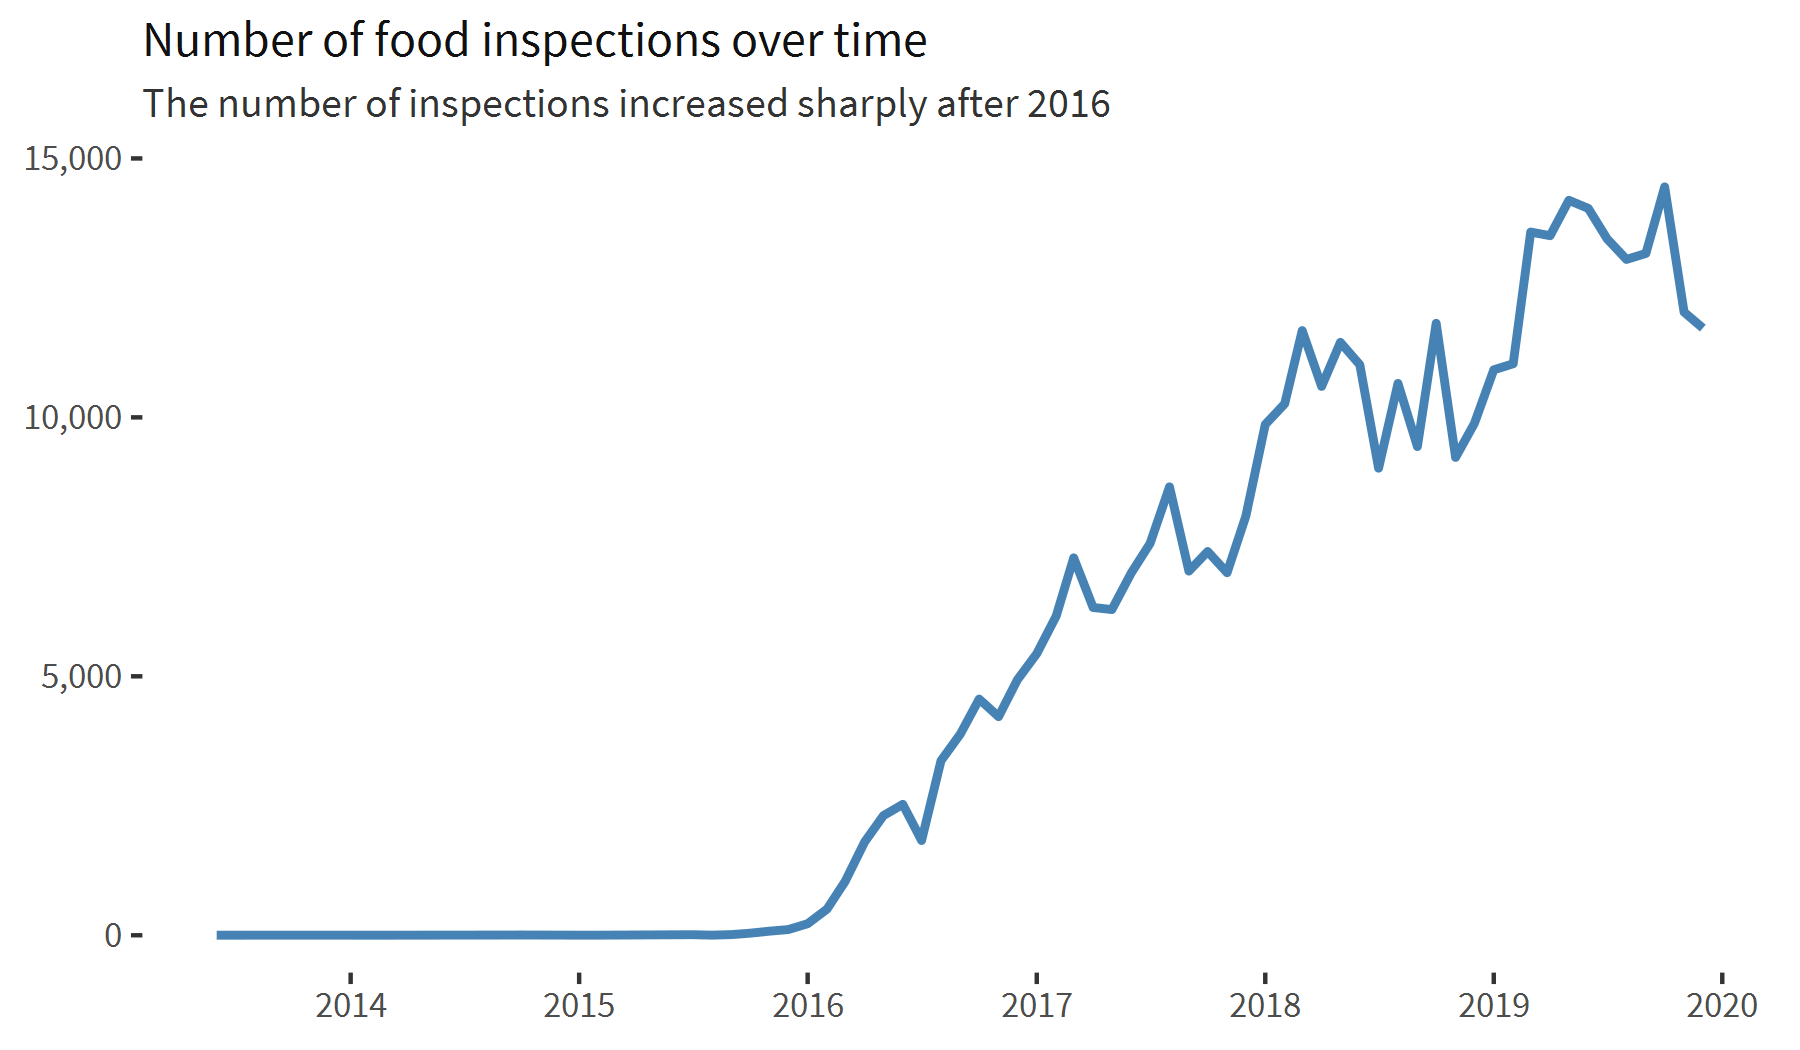 Number of food inspections over time
The number of inspections increased sharply after 2016
15,000
10,000
5,000
0
2014 2015 2016 2017 2018 2019 2020